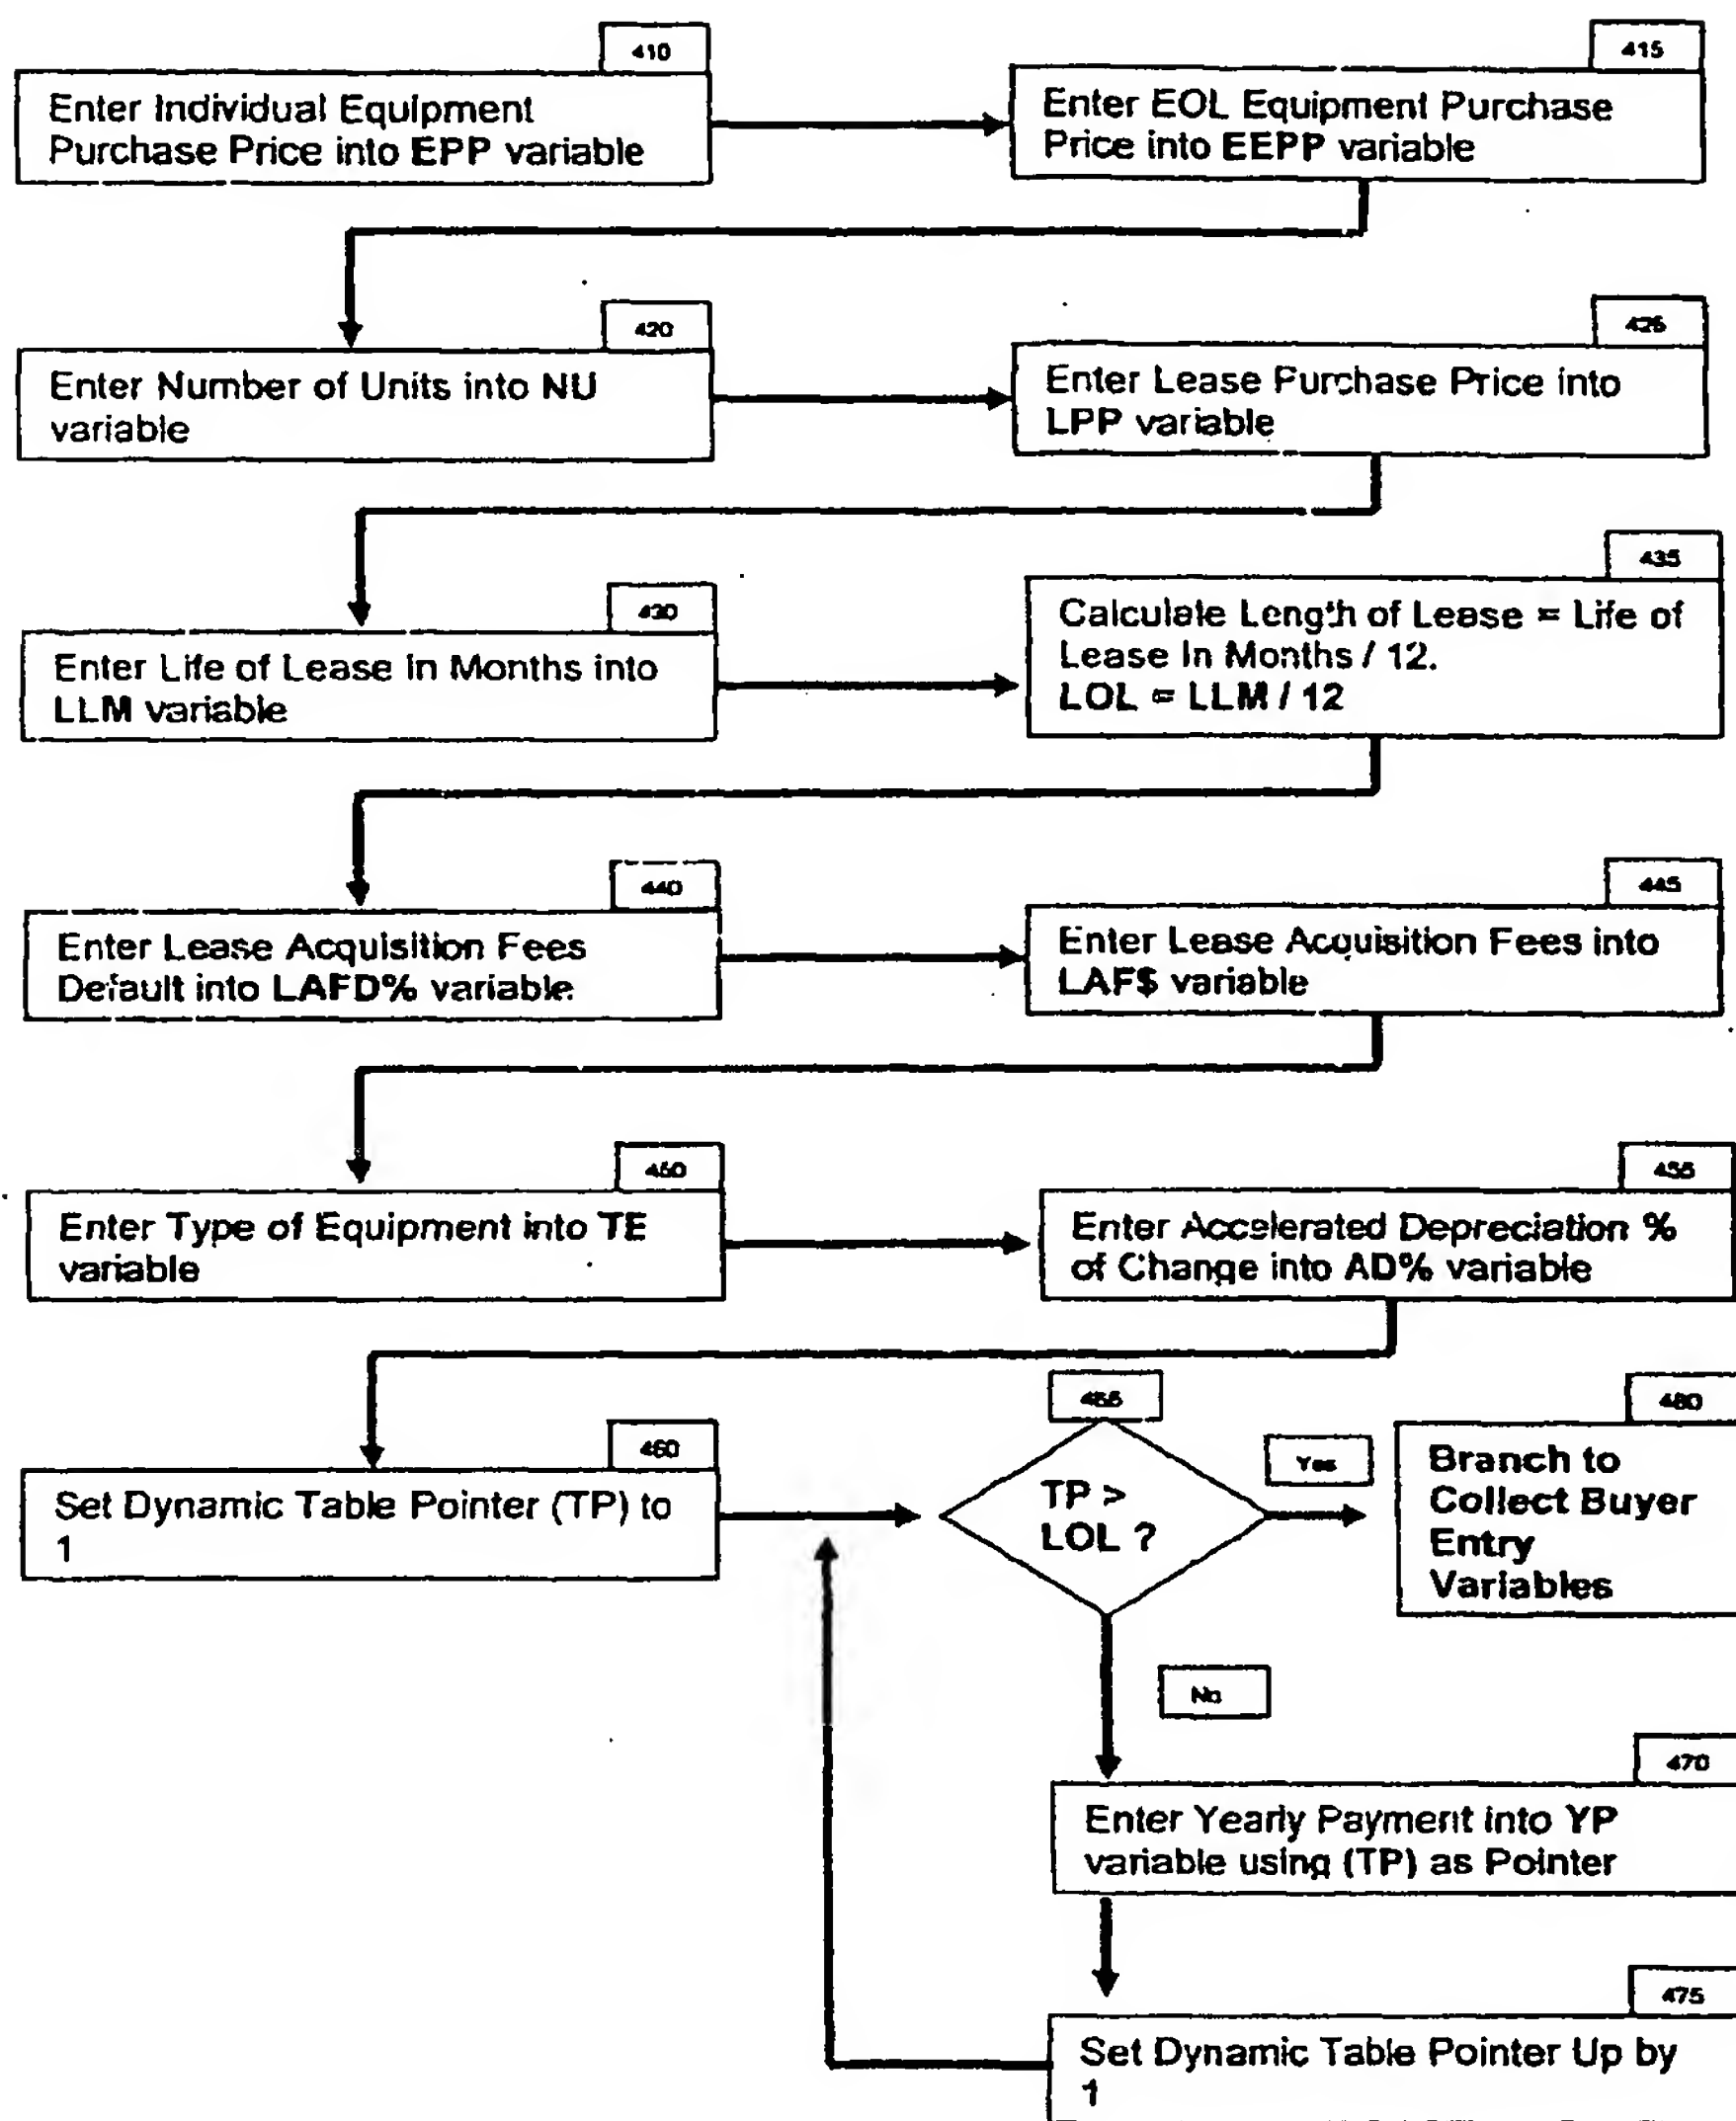 410
Enter Individual Equipment
Purchase Price into EPP variable
415
Enter EOL Equipment Purchase
Price into EEPP variable
420
Enter Number of Units into NU
variable
425
Enter Lease Purchase Price into
LPP variable
430
Enter Life of Lease In Months into
LLM variable
435
Calculate Length of Lease = Life of
Lease In Months / 12.
LOL = LLM / 12
440
Enter Lease Acquisition Fees
Default into LAFD% variable.
445
Enter Lease Acquisition Fees into
LAF$ variable
450
Enter Type of Equipment into TE
variable
455
Enter Accelerated Depreciation %
of Change into AD% variable
460
Set Dynamic Table Pointer (TP) to
1
465
TP >
LOL ?
Yes
480
Branch to
Collect Buyer
Entry
Variables
No
470
Enter Yearly Payment into YP
variable using (TP) as Pointer
475
Set Dynamic Table Pointer Up by
1